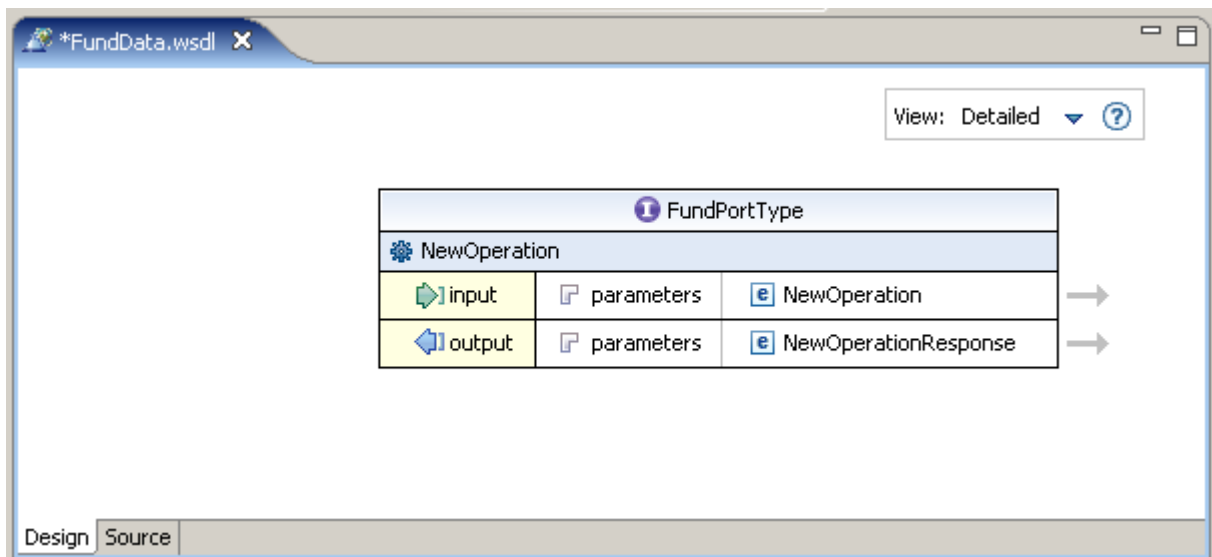 *FundData.wsdl
View: Detailed
FundPortType
NewOperation
input parameters NewOperation
output parameters NewOperationResponse
Design Source